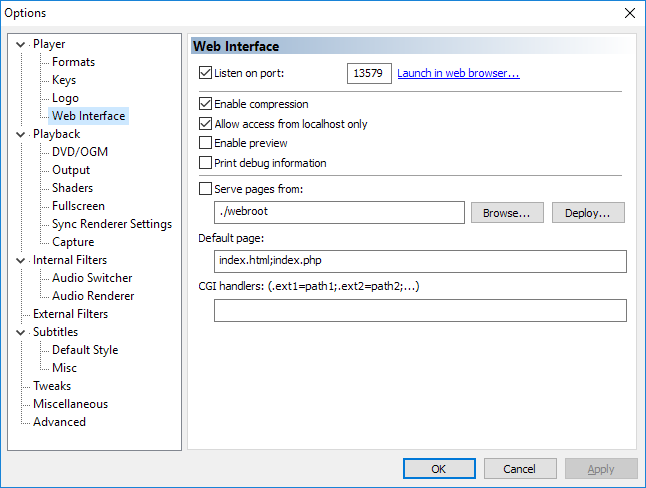 Options
Player
Formats
Keys
Logo
Web Interface
Playback
DVD/OGM
Output
Shaders
Fullscreen
Sync Renderer Settings
Capture
Internal Filters
Audio Switcher
Audio Renderer
External Filters
Subtitles
Default Style
Misc
Tweaks
Miscellaneous
Advanced
Web Interface
Listen on port: 13579 Launch in web browser...
Enable compression
Allow access from localhost only
Enable preview
Print debug information
Serve pages from:
./webroot Browse... Deploy...
Default page:
index.html;index.php
CGI handlers: (.ext1=path1;.ext2=path2;...)
OK Cancel Apply